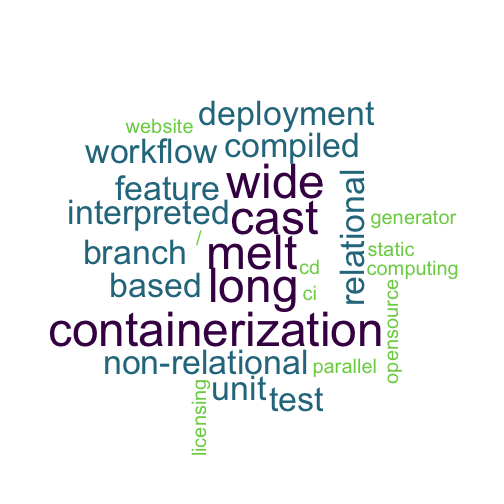 deployment
website
workflow
compiled
feature
wide
interpreted
cast
relational
generator
/
branch
melt
static
cd
computing
based
long
ci
opensource
containerization
non-relational
parallel
licensing
unit
test